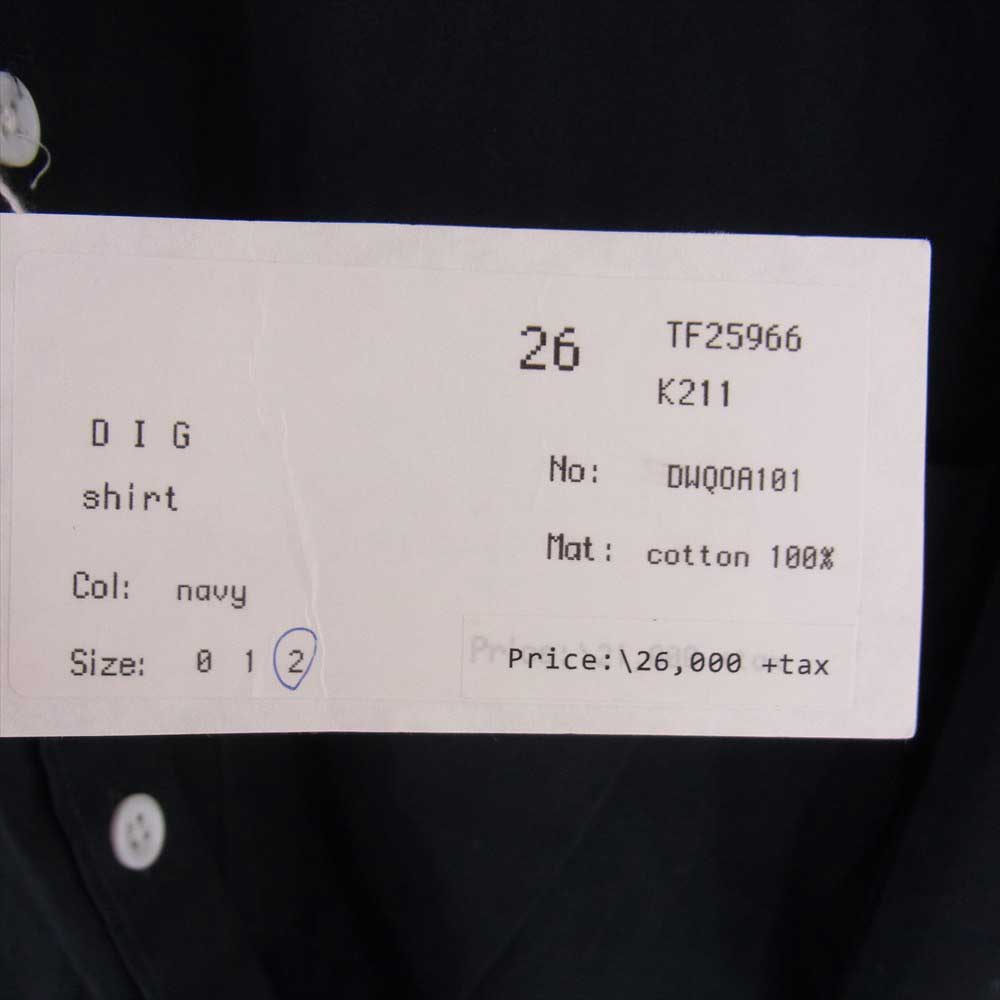 26 TF25966
K211
D I G
shirt
No: DWQOA101
Mat: cotton 100%
Col: navy
Size: 0 1 2
Price:\26,000 +tax